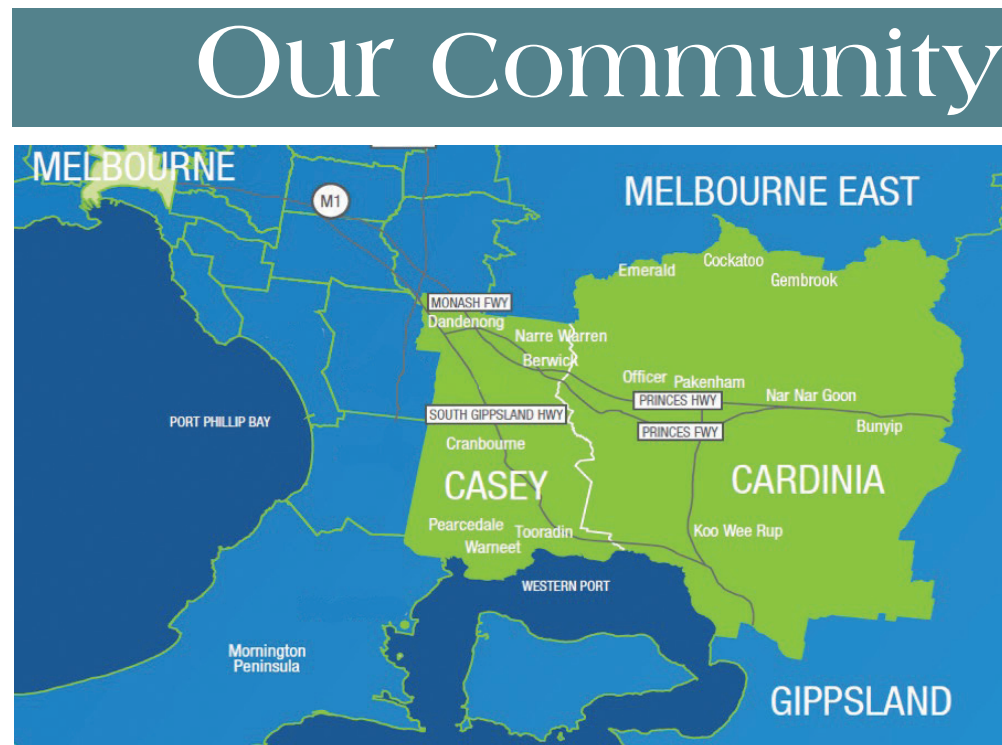 Our Community
MELBOURNE
M1
MELBOURNE EAST
Cockatoo
Emerald
Gembrook
MONASH FWY
Dandenong
Narre Warren
Berwick
Officer
Pakenham
Nar Nar Goon
PRINCES HWY
SOUTH GIPPSLAND HWY
PORT PHILLIP BAY
Bunyip
PRINCES FWY
Cranbourne
CASEY
CARDINIA
Pearcedale
Tooradin
Koo Wee Rup
Warneet
WESTERN PORT
Mornington
Peninsula
GIPPSLAND